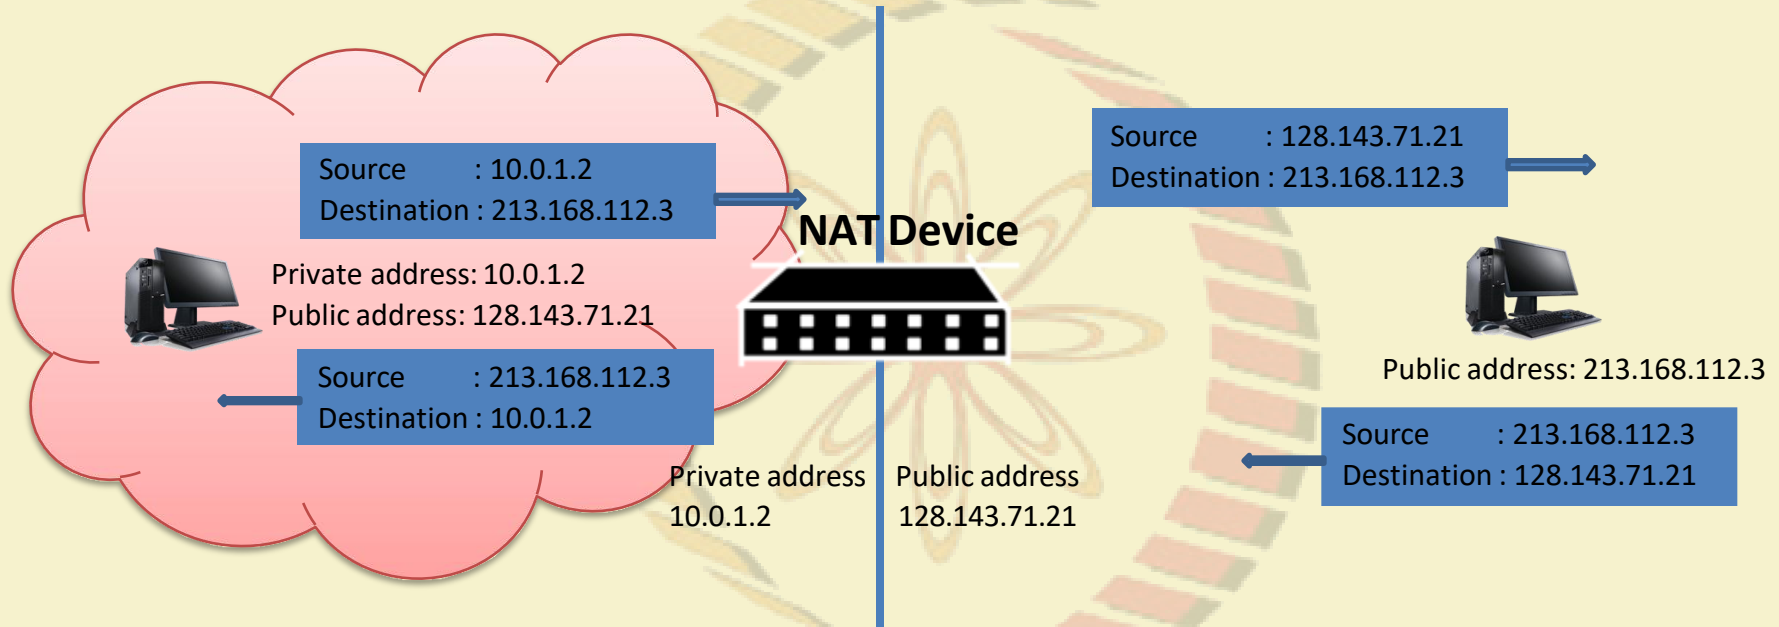 Source : 10.0.1.2
Destination : 213.168.112.3
Private address: 10.0.1.2
Public address: 128.143.71.21
Source : 213.168.112.3
Destination : 10.0.1.2
NAT Device
Private address
10.0.1.2
Public address
128.143.71.21
Source : 128.143.71.21
Destination : 213.168.112.3
Public address: 213.168.112.3
Source : 213.168.112.3
Destination : 128.143.71.21